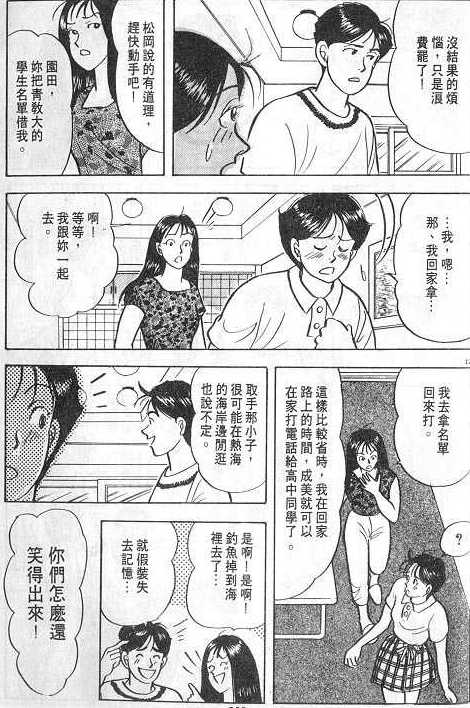 沒結果的煩
惱，只是浪
費罷了！
松岡說的有道理，
趕快動手吧！
園田，
妳把青敎大的
學生名單借我。
…我，嗯…
那、我回家拿…
啊！
等等，
我跟妳一起
去。
我去拿名單
回來打。
這樣比較省時，我在回家
路上的時間，成美就可以
在家打電話給高中同學了。
？
取手那小子，
很可能在熱海
的海岸邊閒逛
也說不定。
是啊！是啊！
釣魚掉到海
裡去了…
就假裝失
去記憶…
你們怎麽還
笑得出來！